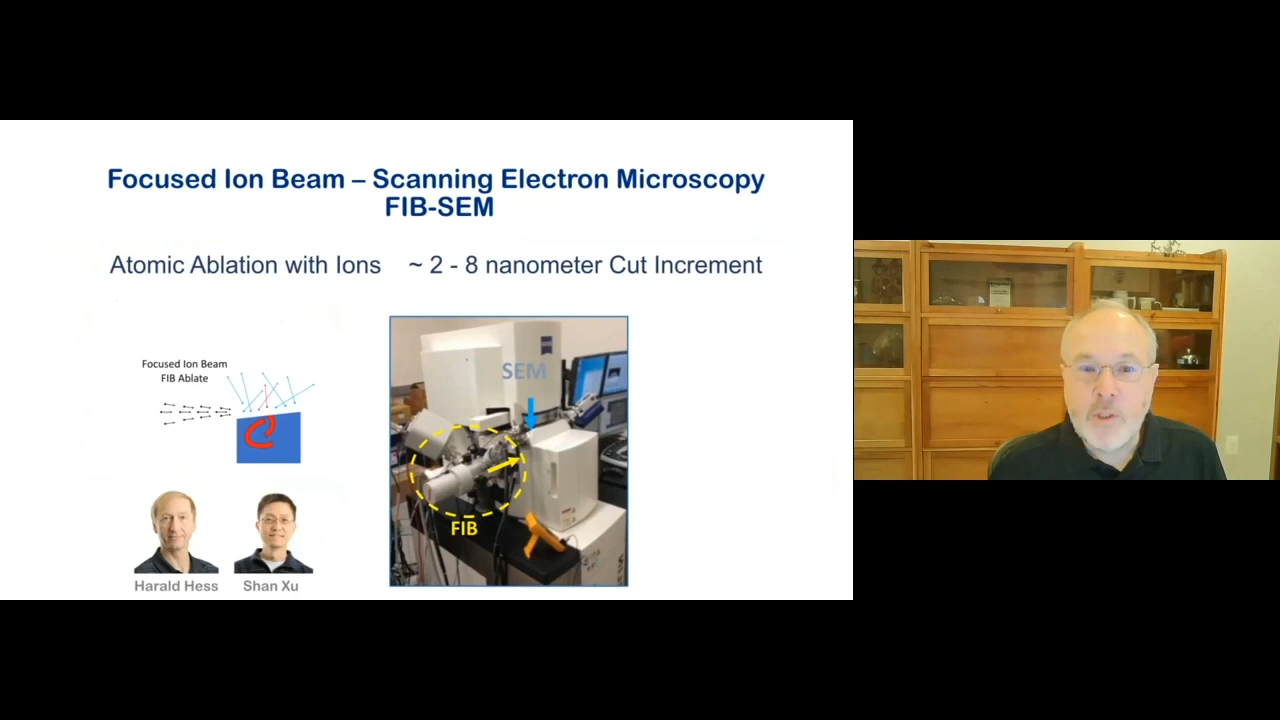 Focused Ion Beam – Scanning Electron Microscopy
FIB-SEM
Atomic Ablation with Ions ~ 2 - 8 nanometer Cut Increment
Focused Ion Beam
FIB Ablate
SEM
FIB
Harald Hess
Shan Xu